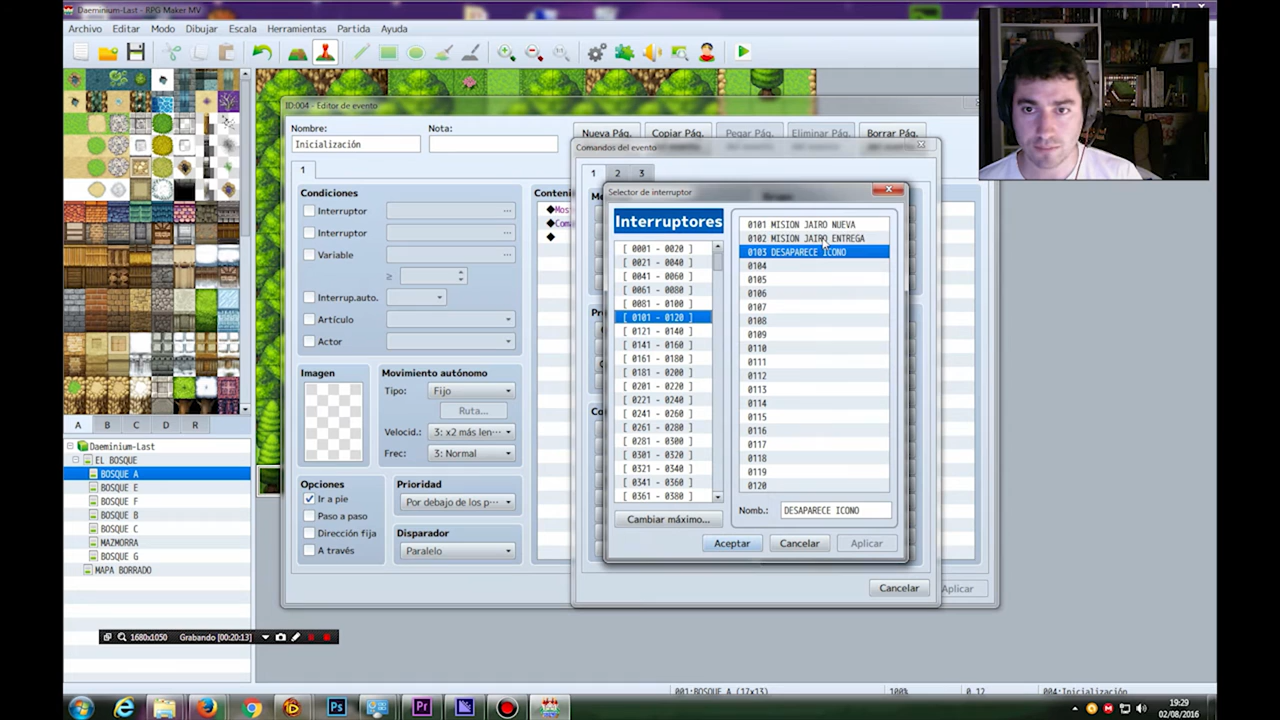 Daeminium-Last - RPG Maker MV
Archivo Editar Modo Dibujar Escala Herramientas Partida Ayuda
ID:004 - Editor de evento
Nombre: Nota:
Inicialización
Nueva Pág. Copiar Pág. Pegar Pág. Eliminar Pág. Borrar Pág.
Comandos del evento
1
1 2 3
Condiciones
Interruptor ...
Interruptor ...
Variable ...
≥
Interrup.auto.
Artículo
Actor
Conten
◆Mos
◆Com
◆
Imagen
Movimiento autónomo
Tipo: Fijo
Ruta...
Velocid.: 3: x2 más len···
Frec: 3: Normal
Opciones
Ir a pie
Paso a paso
Dirección fija
A través
Prioridad
Por debajo de los p···
Disparador
Paralelo
Selector de interruptor
Interruptores
[ 0001 - 0020 ]
[ 0021 - 0040 ]
[ 0041 - 0060 ]
[ 0061 - 0080 ]
[ 0081 - 0100 ]
[ 0101 - 0120 ]
[ 0121 - 0140 ]
[ 0141 - 0160 ]
[ 0161 - 0180 ]
[ 0181 - 0200 ]
[ 0201 - 0220 ]
[ 0221 - 0240 ]
[ 0241 - 0260 ]
[ 0261 - 0280 ]
[ 0281 - 0300 ]
[ 0301 - 0320 ]
[ 0321 - 0340 ]
[ 0341 - 0360 ]
[ 0361 - 0380 ]
Cambiar máximo...
0101 MISION JAIRO NUEVA
0102 MISION JAIRO ENTREGA
0103 DESAPARECE ICONO
0104
0105
0106
0107
0108
0109
0110
0111
0112
0113
0114
0115
0116
0117
0118
0119
0120
Nomb.: DESAPARECE ICONO
Aceptar Cancelar Aplicar
Cancelar Aplicar
A B C D R
Daeminium-Last
EL BOSQUE
BOSQUE A
BOSQUE E
BOSQUE F
BOSQUE B
BOSQUE C
MAZMORRA
BOSQUE G
MAPA BORRADO
1680x1050 Grabando [00:20:13]
001:BOSQUE A (17x13) 100% 0,12 004:Inicialización
Ps Pr
19:29
02/08/2016